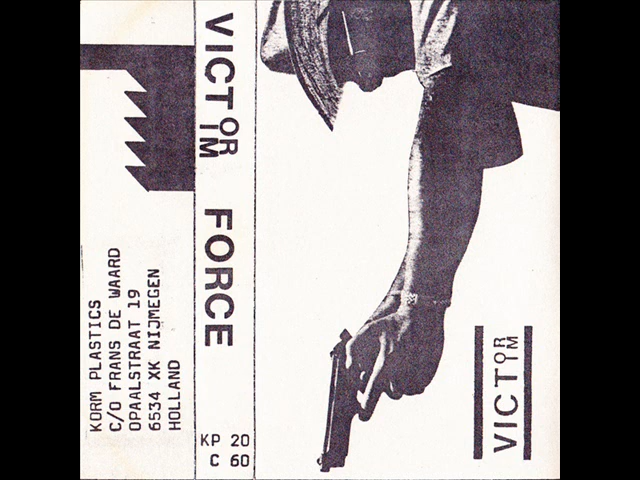 KORM PLASTICS
C/O FRANS DE WAARD
OPAALSTRAAT 19
6534 XK NIJMEGEN
HOLLAND
VICTOR
IM FORCE
KP 20
C 60
VICTOR
IM